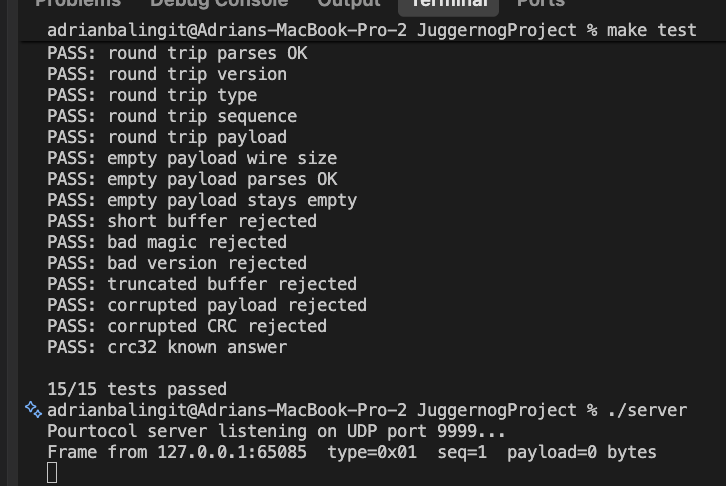 Problems Debug Console Output Terminal Ports
adrianbalingit@Adrians-MacBook-Pro-2 JuggernogProject % make test
PASS: round trip parses OK
PASS: round trip version
PASS: round trip type
PASS: round trip sequence
PASS: round trip payload
PASS: empty payload wire size
PASS: empty payload parses OK
PASS: empty payload stays empty
PASS: short buffer rejected
PASS: bad magic rejected
PASS: bad version rejected
PASS: truncated buffer rejected
PASS: corrupted payload rejected
PASS: corrupted CRC rejected
PASS: crc32 known answer
15/15 tests passed
adrianbalingit@Adrians-MacBook-Pro-2 JuggernogProject % ./server
Pourtocol server listening on UDP port 9999...
Frame from 127.0.0.1:65085  type=0x01  seq=1  payload=0 bytes